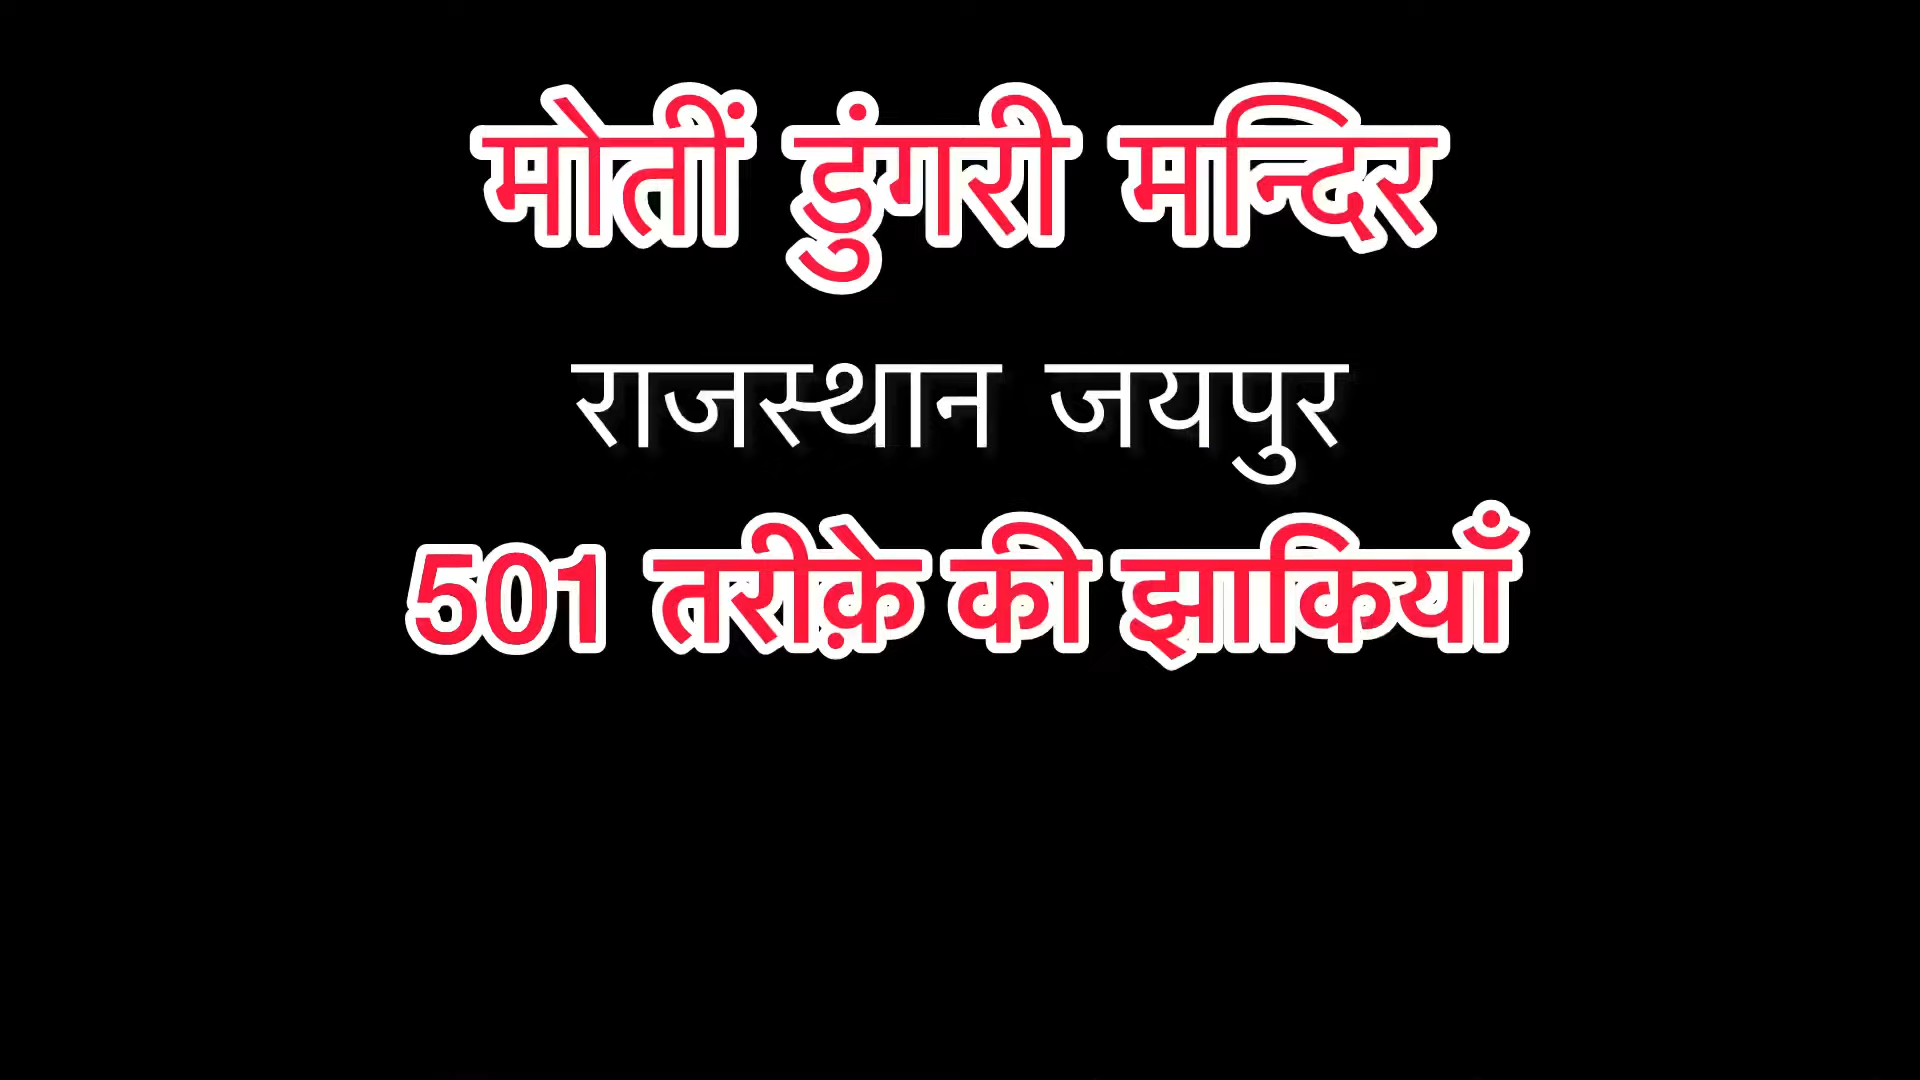 मोतीं डुंगरी मन्दिर
राजस्थान जयपुर
501 तरीक़े की झाकियाँ